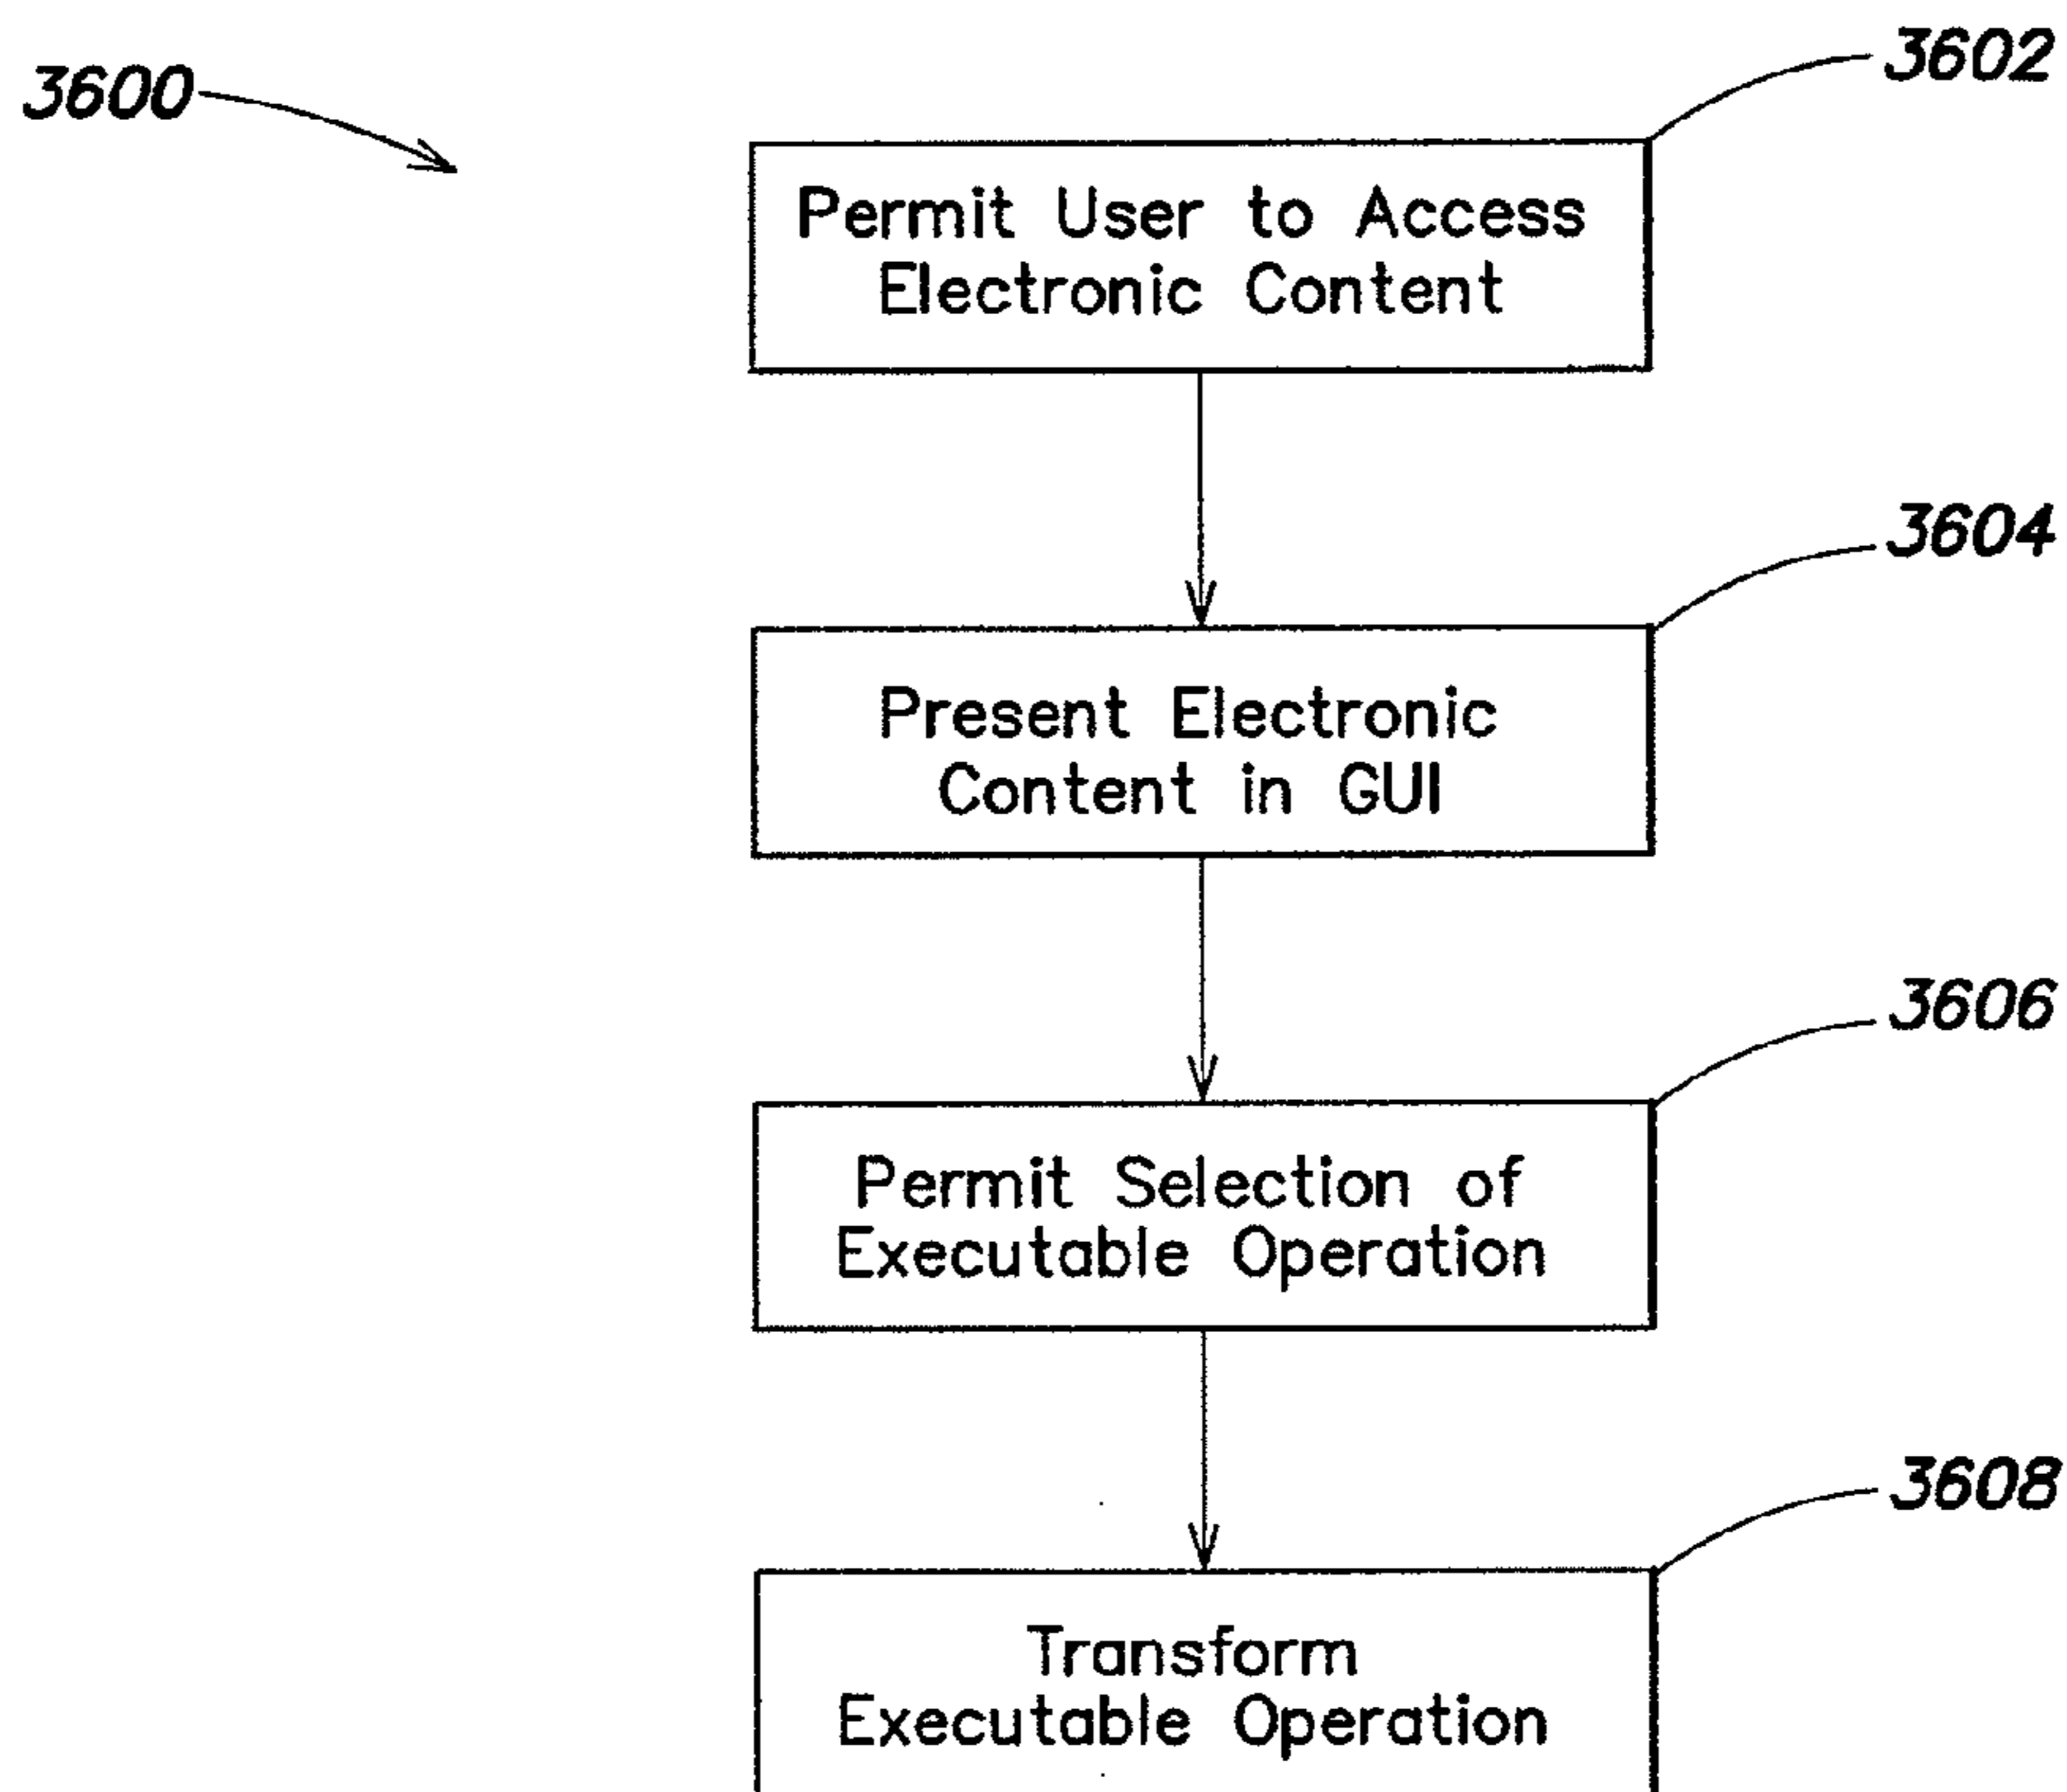 3602
3600
Permit User to Access
Electronic Content
3604
Present Electronic
Content in GUI
3606
Permit Selection of
Executable Operation
3608
Transform
Executable Operation